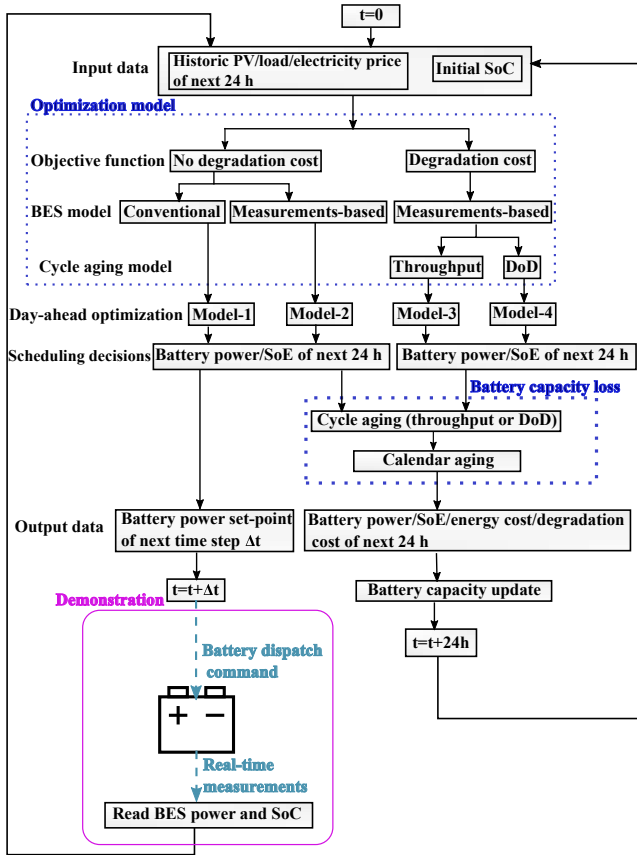 t=0
Input data
Historic PV/load/electricity price
of next 24 h
Initial SoC
Optimization model
Objective function
No degradation cost
Degradation cost
BES model
Conventional
Measurements-based
Measurements-based
Cycle aging model
Throughput
DoD
Day-ahead optimization
Model-1
Model-2
Model-3
Model-4
Scheduling decisions
Battery power/SoE of next 24 h
Battery power/SoE of next 24 h
Battery capacity loss
Cycle aging (throughput or DoD)
Calendar aging
Output data
Battery power set-point
of next time step Δt
Battery power/SoE/energy cost/degradation
cost of next 24 h
t=t+Δt
Battery capacity update
Demonstration
t=t+24h
Battery dispatch
command
+ −
Real-time
measurements
Read BES power and SoC